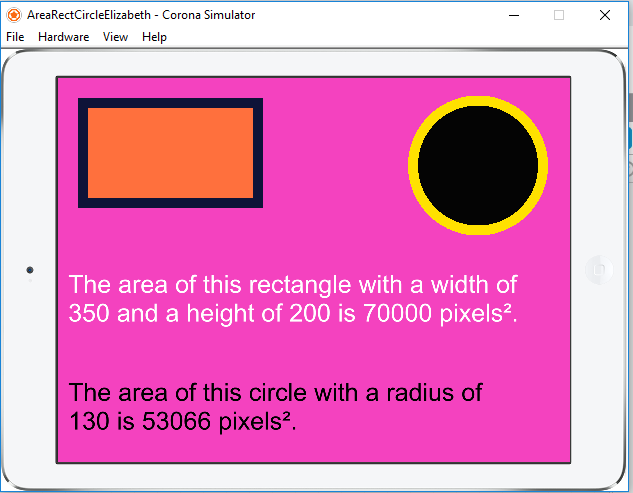 AreaRectCircleElizabeth - Corona Simulator
File Hardware View Help
The area of this rectangle with a width of
350 and a height of 200 is 70000 pixels².
The area of this circle with a radius of
130 is 53066 pixels².